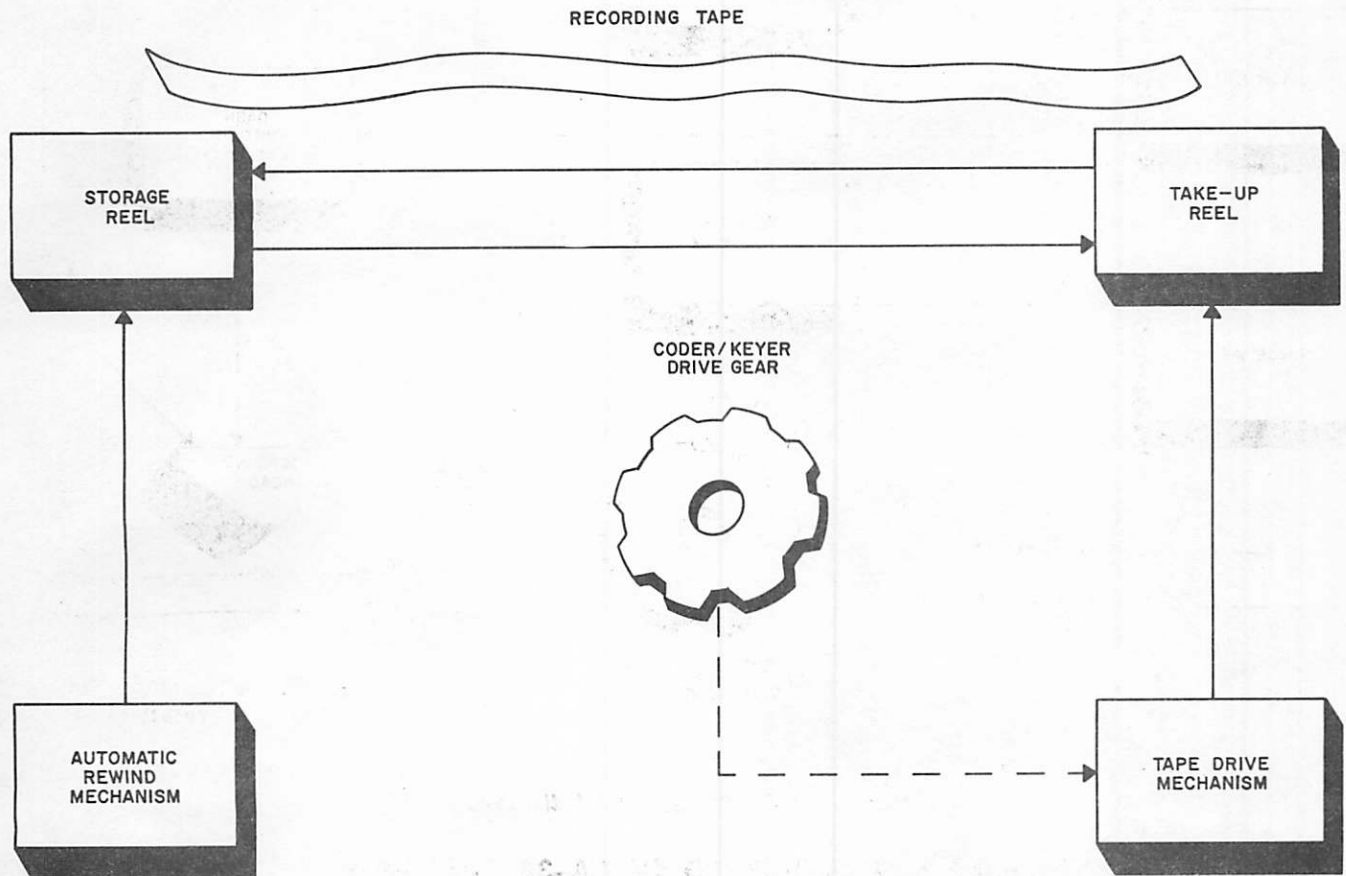 RECORDING TAPE
STORAGE
REEL
TAKE-UP
REEL
CODER/KEYER
DRIVE GEAR
AUTOMATIC
REWIND
MECHANISM
TAPE DRIVE
MECHANISM